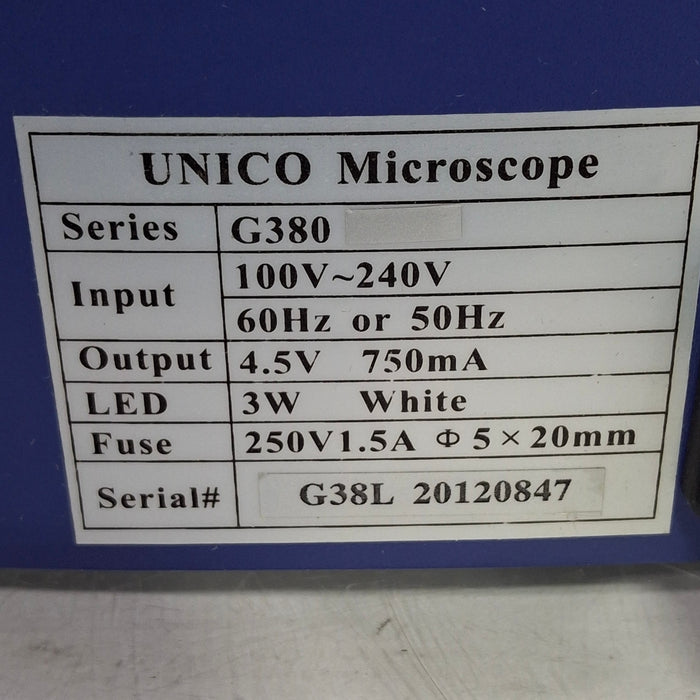 UNICO Microscope
Series G380
Input 100V~240V
60Hz or 50Hz
Output 4.5V 750mA
LED 3W White
Fuse 250V1.5A Φ 5×20mm
Serial# G38L 20120847